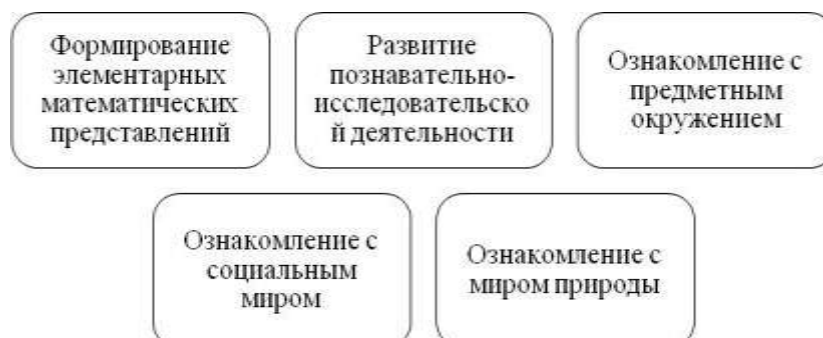 Формирование
элементарных
математических
представлений
Развитие
познавательно-
исследовательско
й деятельности
Ознакомление с
предметным
окружением
Ознакомление с
социальным
миром
Ознакомление с
миром природы